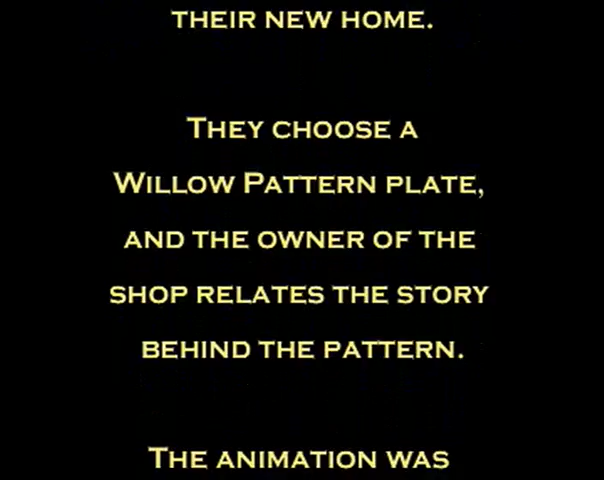 THEIR NEW HOME.
THEY CHOOSE A
WILLOW PATTERN PLATE,
AND THE OWNER OF THE
SHOP RELATES THE STORY
BEHIND THE PATTERN.
THE ANIMATION WAS